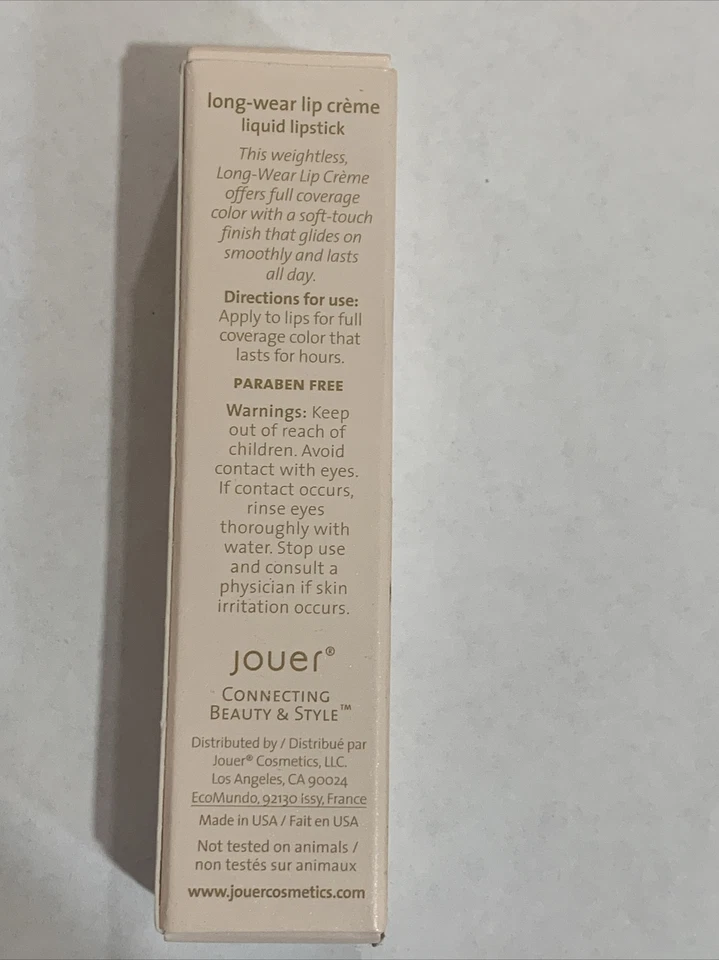 long-wear lip crème
liquid lipstick
This weightless,
Long-Wear Lip Crème
offers full coverage
color with a soft-touch
finish that glides on
smoothly and lasts
all day.
Directions for use:
Apply to lips for full
coverage color that
lasts for hours.
PARABEN FREE
Warnings: Keep
out of reach of
children. Avoid
contact with eyes.
If contact occurs,
rinse eyes
thoroughly with
water. Stop use
and consult a
physician if skin
irritation occurs.
jouer®
CONNECTING
BEAUTY & STYLE™
Distributed by / Distribué par
Jouer® Cosmetics, LLC.
Los Angeles, CA 90024
EcoMundo, 92130 Issy, France
Made in USA / Fait en USA
Not tested on animals /
non testés sur animaux
www.jouercosmetics.com